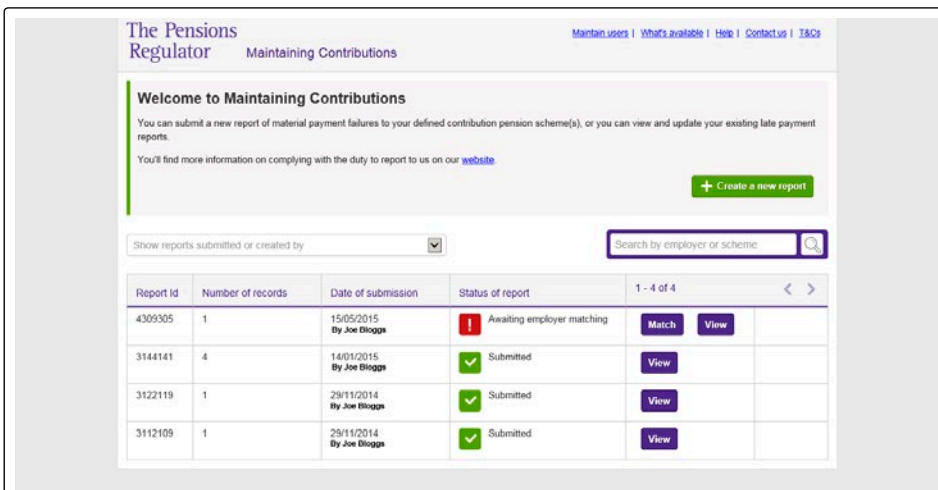 The Pensions
Regulator
Maintaining Contributions
Maintain users | What's available | Help | Contact us | T&Cs
Welcome to Maintaining Contributions
You can submit a new report of material payment failures to your defined contribution pension scheme(s), or you can view and update your existing late payment
reports.
You'll find more information on complying with the duty to report to us on our website.
Create a new report
Show reports submitted or created by
Search by employer or scheme
Report Id Number of records Date of submission Status of report 1 - 4 of 4 < >
4309305 1 15/05/2015 Awaiting employer matching Match View
By Joe Bloggs
3144141 4 14/01/2015 Submitted View
By Joe Bloggs
3122119 1 29/11/2014 Submitted View
By Joe Bloggs
3112109 1 29/11/2014 Submitted View
By Joe Bloggs